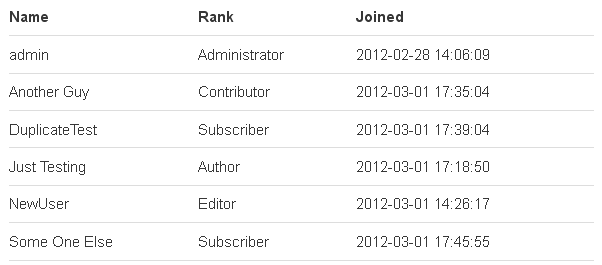 Name Rank Joined
admin Administrator 2012-02-28 14:06:09
Another Guy Contributor 2012-03-01 17:35:04
DuplicateTest Subscriber 2012-03-01 17:39:04
Just Testing Author 2012-03-01 17:18:50
NewUser Editor 2012-03-01 14:26:17
Some One Else Subscriber 2012-03-01 17:45:55